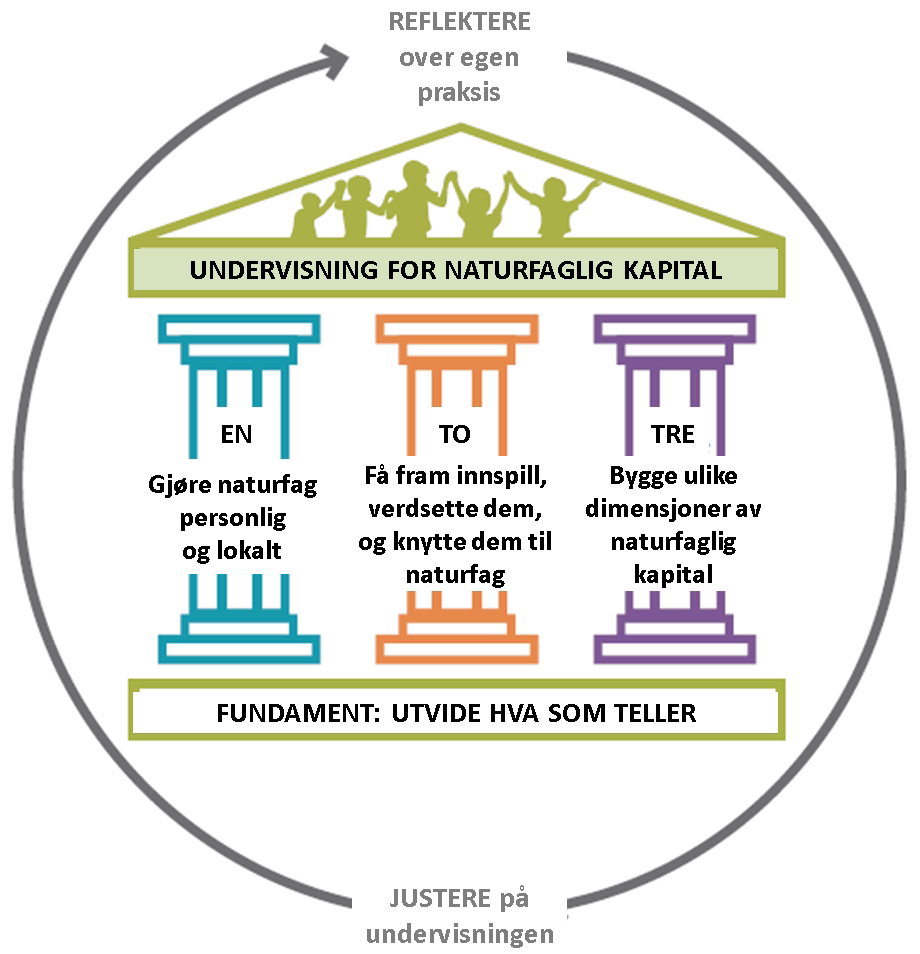 REFLEKTERE
over egen
praksis
UNDERVISNING FOR NATURFAGLIG KAPITAL
EN
Gjøre naturfag
personlig
og lokalt
TO
Få fram innspill,
verdsette dem,
og knytte dem til
naturfag
TRE
Bygge ulike
dimensjoner av
naturfaglig
kapital
FUNDAMENT: UTVIDE HVA SOM TELLER
JUSTERE på
undervisningen